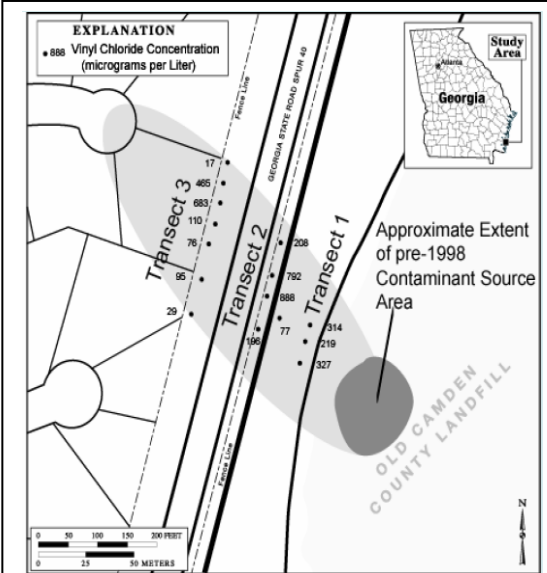 EXPLANATION
• 888 Vinyl Chloride Concentration
(micrograms per Liter)
Study
Area
Atlanta
Georgia
Fence Line
GEORGIA STATE ROAD SPUR 40
17
465
683
110
76
95
29
Transect 3
Transect 2
Transect 1
208
792
888
77
196
314
219
327
Approximate Extent
of pre-1998
Contaminant Source
Area
OLD CAMDEN
COUNTY LANDFILL
Fence Line
N
0 50 100 150 200 FEET
0 25 50 METERS